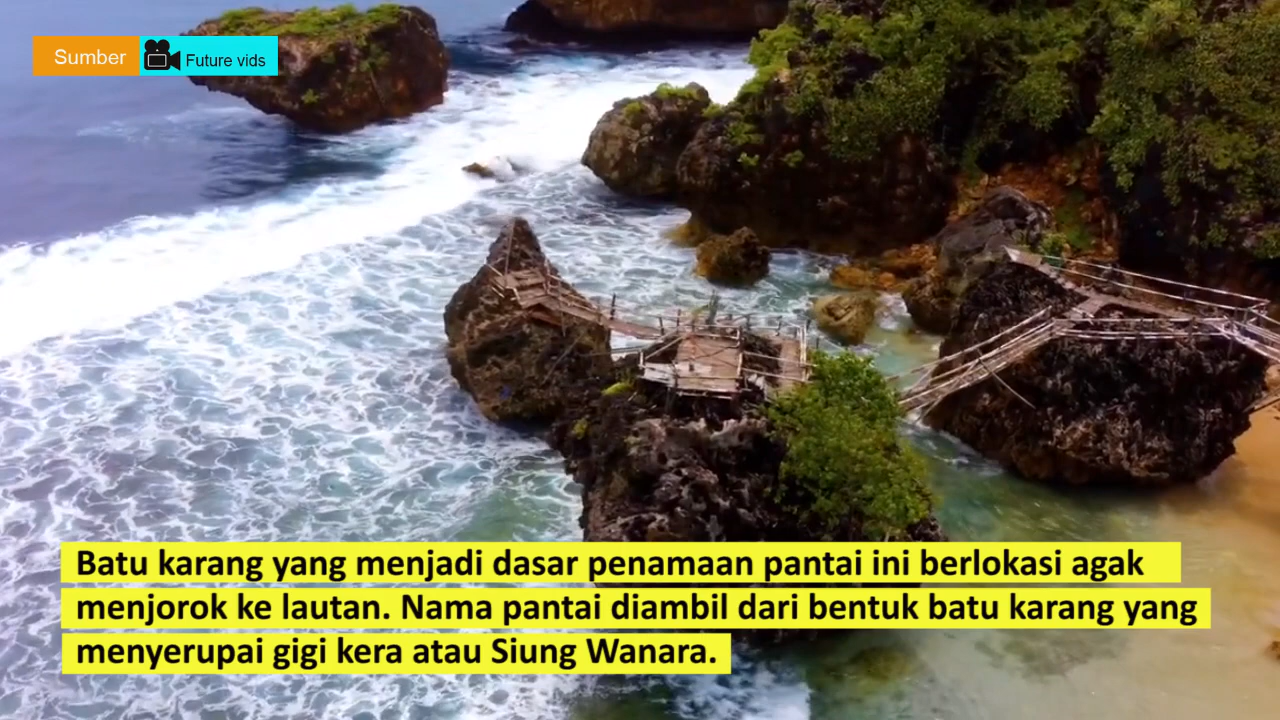 Sumber Future vids
Batu karang yang menjadi dasar penamaan pantai ini berlokasi agak
menjorok ke lautan. Nama pantai diambil dari bentuk batu karang yang
menyerupai gigi kera atau Siung Wanara.